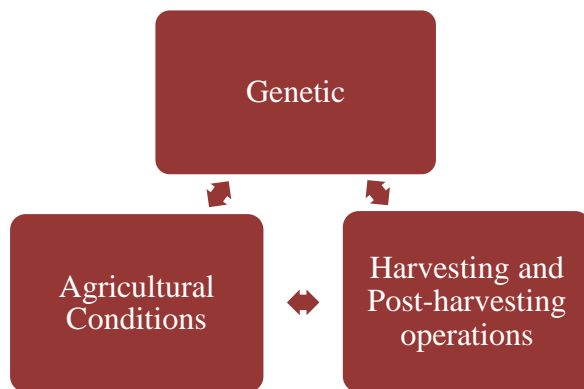 Genetic
Agricultural
Conditions
Harvesting and
Post-harvesting
operations